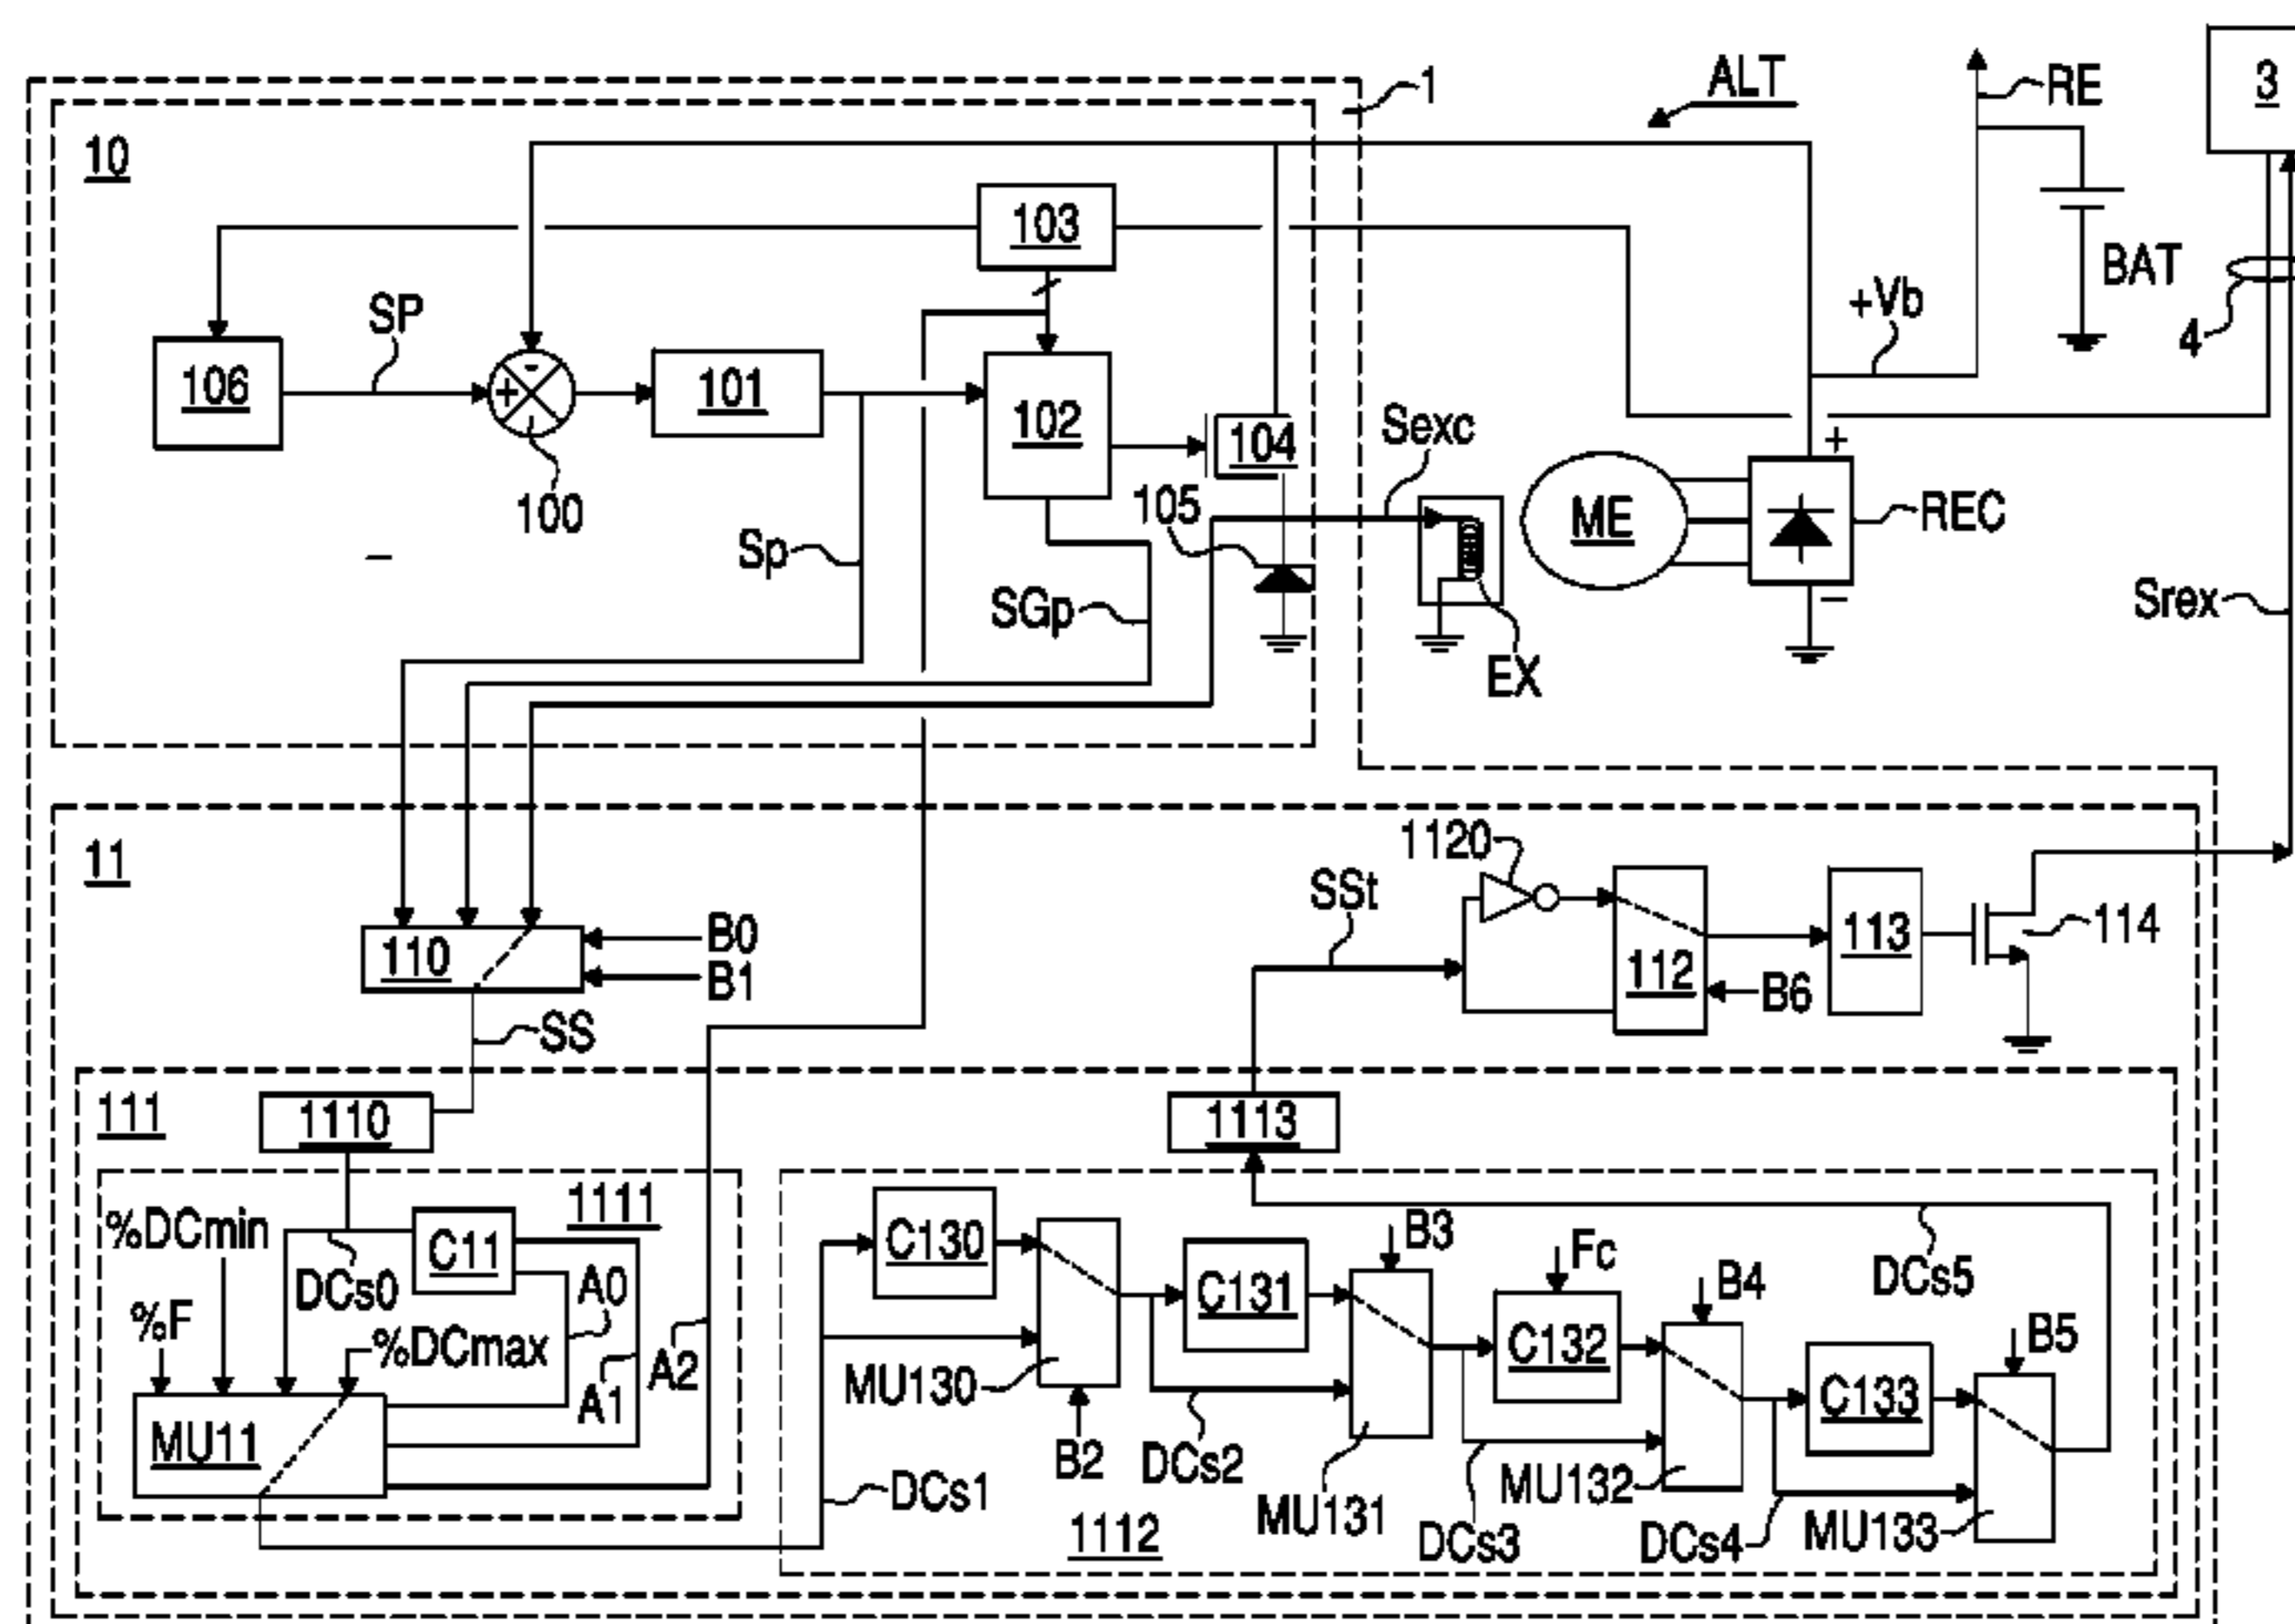 1
ALT
RE
3
10
103
BAT
+Vb
4
SP
106
+
-
101
102
104
Sexc
+
100
105
ME
REC
Sp
SGp
–
Srex
EX
11
1120
SSt
B0
110
B1
113
114
112
B6
SS
111
1110
1113
1111
%DCmin
C11
C130
B3
Fc
DCs5
DCs0
A0
C131
B4
%F
%DCmax
C132
B5
A1
A2
MU130
C133
MU11
B2
DCs2
MU132
DCs1
MU131
1112
DCs3
DCs4
MU133